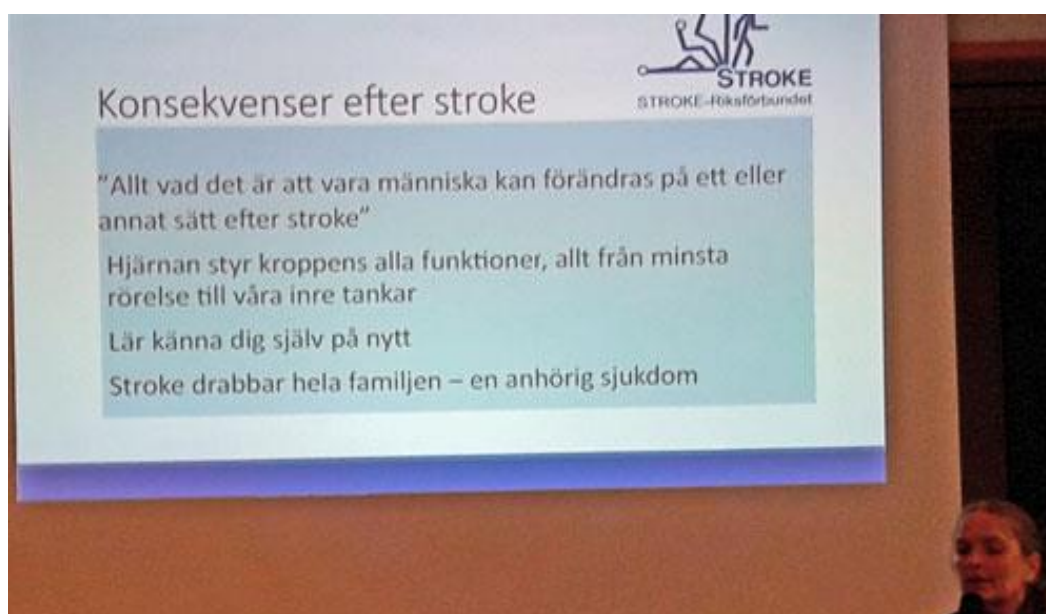 STROKE
STROKE-Riksförbundet
Konsekvenser efter stroke
"Allt vad det är att vara människa kan förändras på ett eller
annat sätt efter stroke"
Hjärnan styr kroppens alla funktioner, allt från minsta
rörelse till våra inre tankar
Lär känna dig själv på nytt
Stroke drabbar hela familjen – en anhörig sjukdom